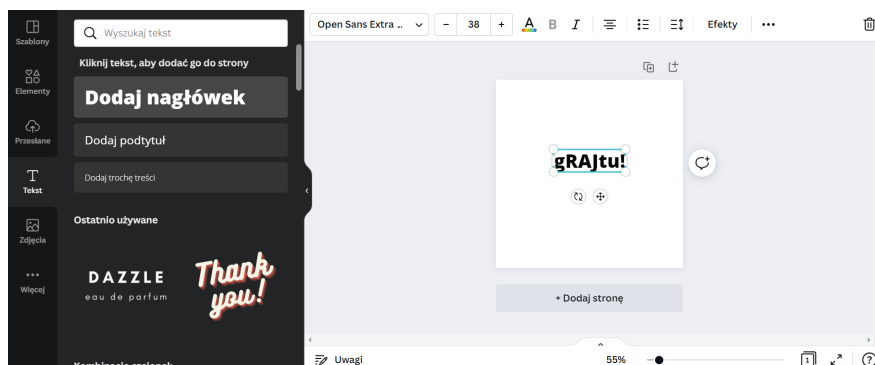 Szablony
Elementy
Przesłane
T
Tekst
Zdjęcia
Więcej
Wyszukaj tekst
Kliknij tekst, aby dodać go do strony
Dodaj nagłówek
Dodaj podtytuł
Dodaj trochę treści
Ostatnio używane
DAZZLE
eau de parfum
Thank
you!
Kombinacje czcionek
Open Sans Extra ... - 38 + A B I Efekty
gRAJtu!
+ Dodaj stronę
Uwagi 55% 1 ?